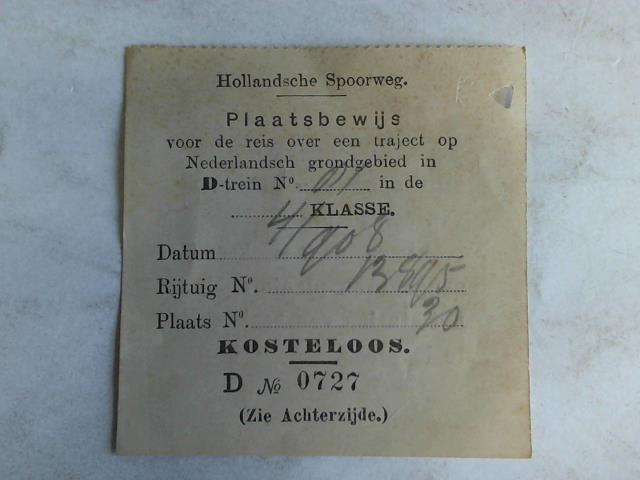 Hollandsche Spoorweg.
Plaatsbewijs
voor de reis over een traject op
Nederlandsch grondgebied in
D-trein Nº. in de
KLASSE.
Datum
Rijtuig Nº.
Plaats Nº. 30
KOSTELOOS.
D № 0727
(Zie Achterzijde.)